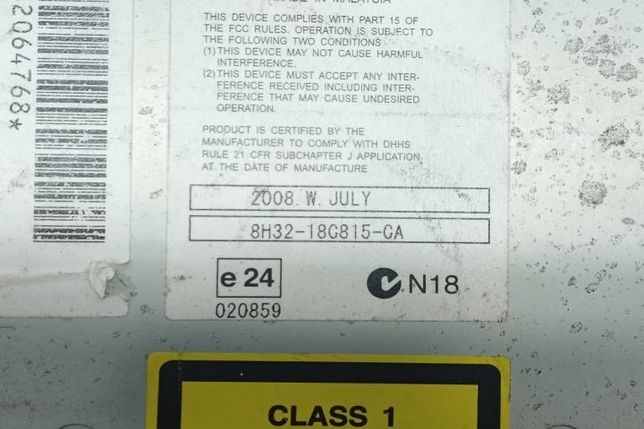 MADE IN MALAYSIA
THIS DEVICE COMPLIES WITH PART 15 OF
THE FCC RULES. OPERATION IS SUBJECT TO
THE FOLLOWING TWO CONDITIONS
(1) THIS DEVICE MAY NOT CAUSE HARMFUL
INTERFERENCE.
(2) THIS DEVICE MUST ACCEPT ANY INTER-
FERENCE RECEIVED INCLUDING INTER-
FERENCE THAT MAY CAUSE UNDESIRED
OPERATION.
PRODUCT IS CERTIFIED BY THE
MANUFACTURER TO COMPLY WITH DHHS
RULE 21 CFR SUBCHAPTER J APPLICATION
AT THE DATE OF MANUFACTURE
2008 W JULY
8H32-18C815-CA
e 24
020859
N18
CLASS 1
2064768*